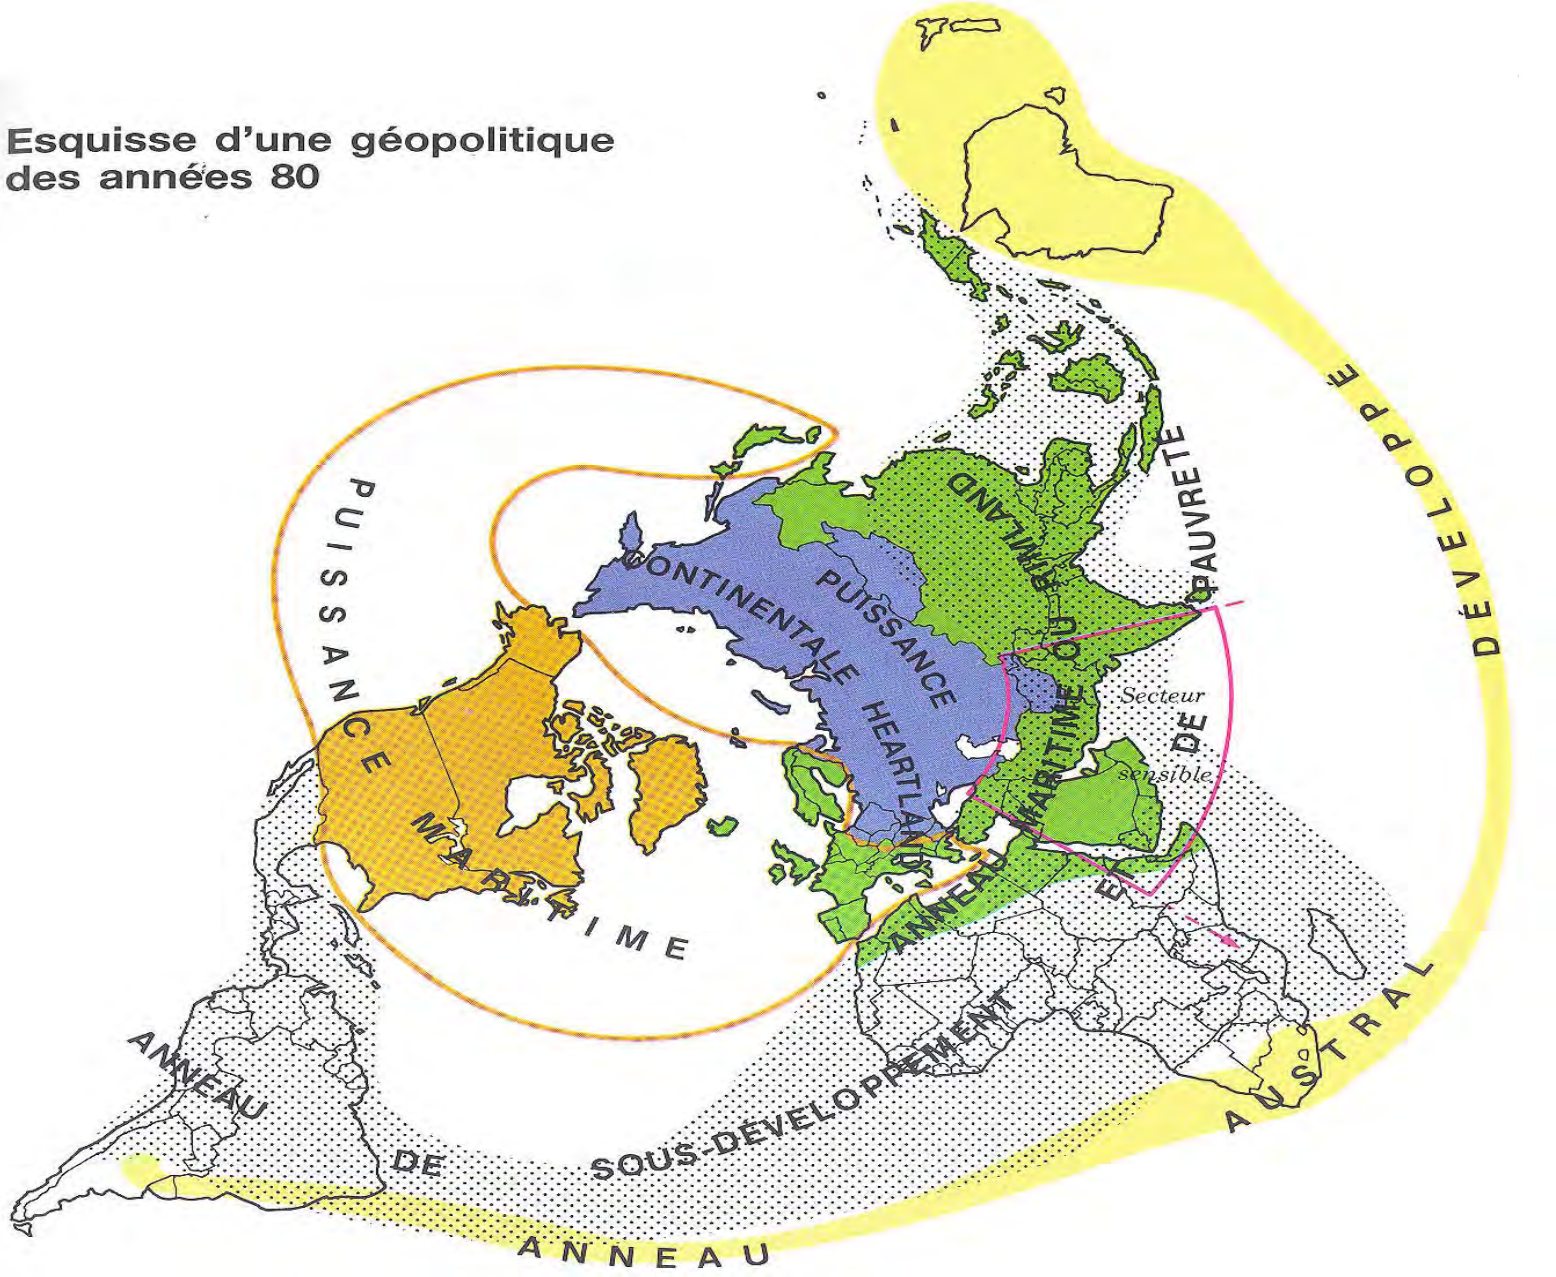 Esquisse d'une géopolitique
des années 80
PUISSANCE
MARITIME
PUISSANCE
CONTINENTALE HEARTLAND
ANNEAU MARITIME OU RIMLAND
Secteur
sensible
ANNEAU DE SOUS-DÉVELOPPEMENT ET DE PAUVRETÉ
ANNEAU AUSTRAL DÉVELOPPÉ